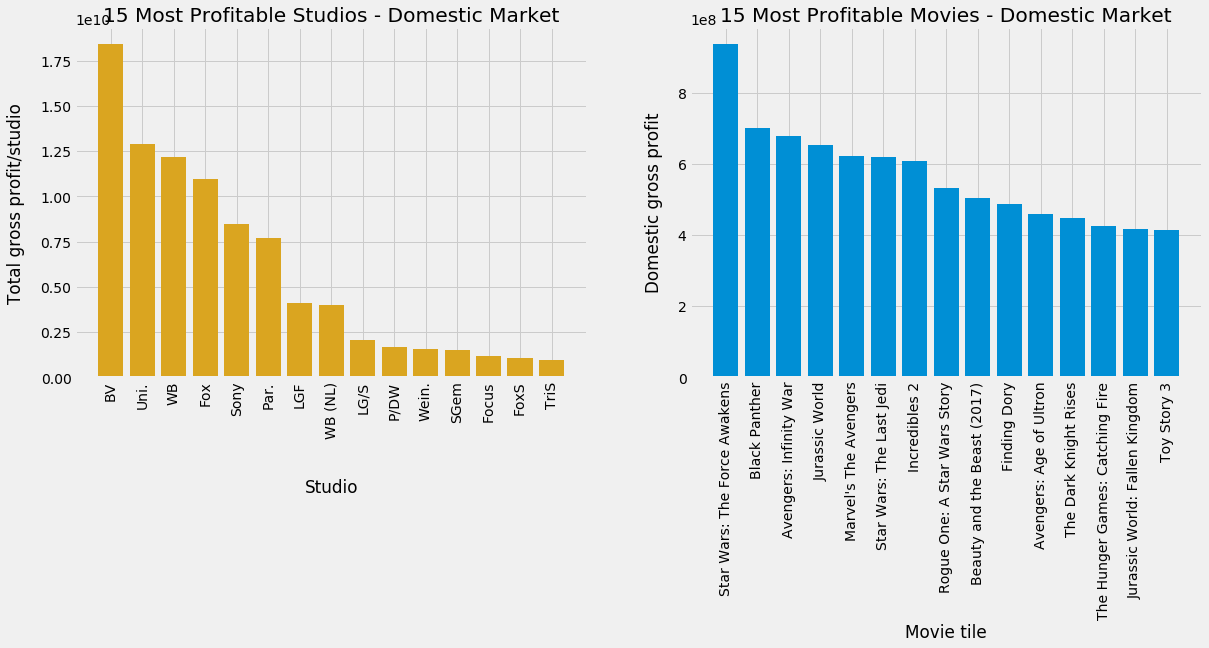 15 Most Profitable Studios - Domestic Market
1e10
Total gross profit/studio
1.75
1.50
1.25
1.00
0.75
0.50
0.25
0.00
BV
Uni.
WB
Fox
Sony
Par.
LGF
WB (NL)
LG/S
P/DW
Wein.
SGem
Focus
FoxS
TriS
Studio
15 Most Profitable Movies - Domestic Market
1e8
Domestic gross profit
8
6
4
2
0
Star Wars: The Force Awakens
Black Panther
Avengers: Infinity War
Jurassic World
Marvel's The Avengers
Star Wars: The Last Jedi
Incredibles 2
Rogue One: A Star Wars Story
Beauty and the Beast (2017)
Finding Dory
Avengers: Age of Ultron
The Dark Knight Rises
The Hunger Games: Catching Fire
Jurassic World: Fallen Kingdom
Toy Story 3
Movie tile